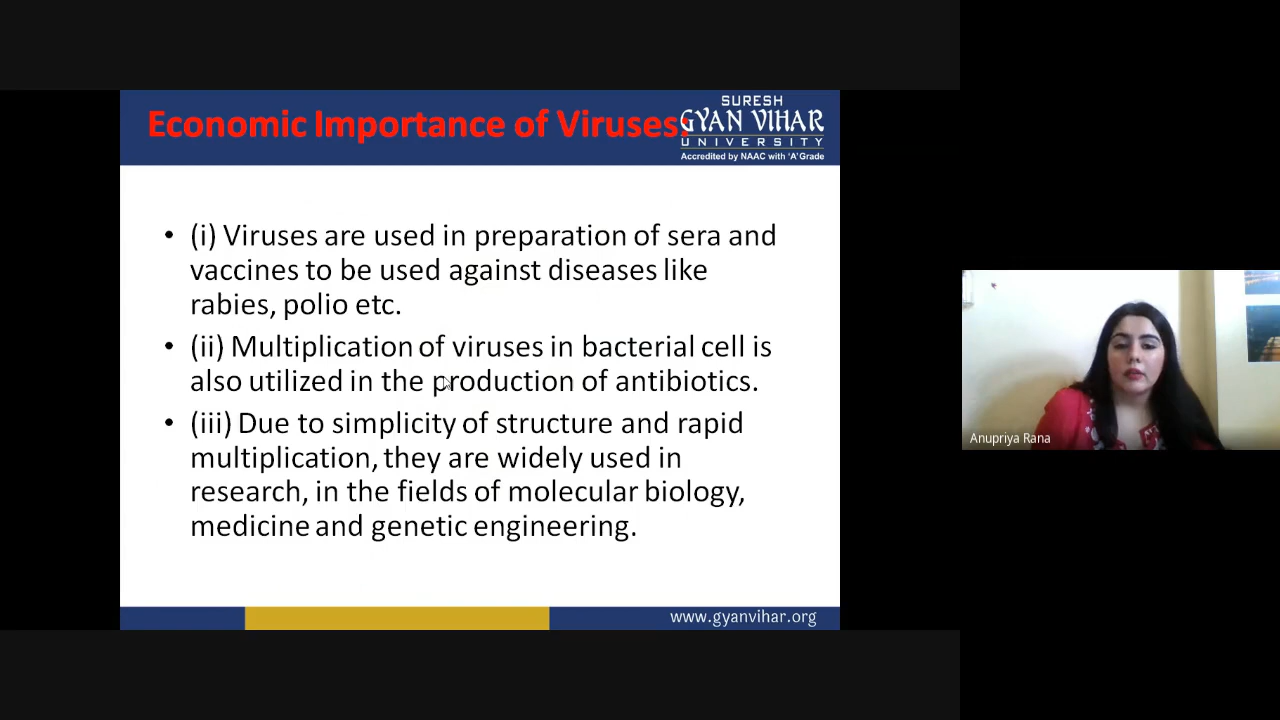 Economic Importance of Viruses:
SURESH
GYAN VIHAR
UNIVERSITY
Accredited by NAAC with 'A' Grade
• (i) Viruses are used in preparation of sera and
vaccines to be used against diseases like
rabies, polio etc.
• (ii) Multiplication of viruses in bacterial cell is
also utilized in the production of antibiotics.
• (iii) Due to simplicity of structure and rapid
multiplication, they are widely used in
research, in the fields of molecular biology,
medicine and genetic engineering.
www.gyanvihar.org
Anupriya Rana